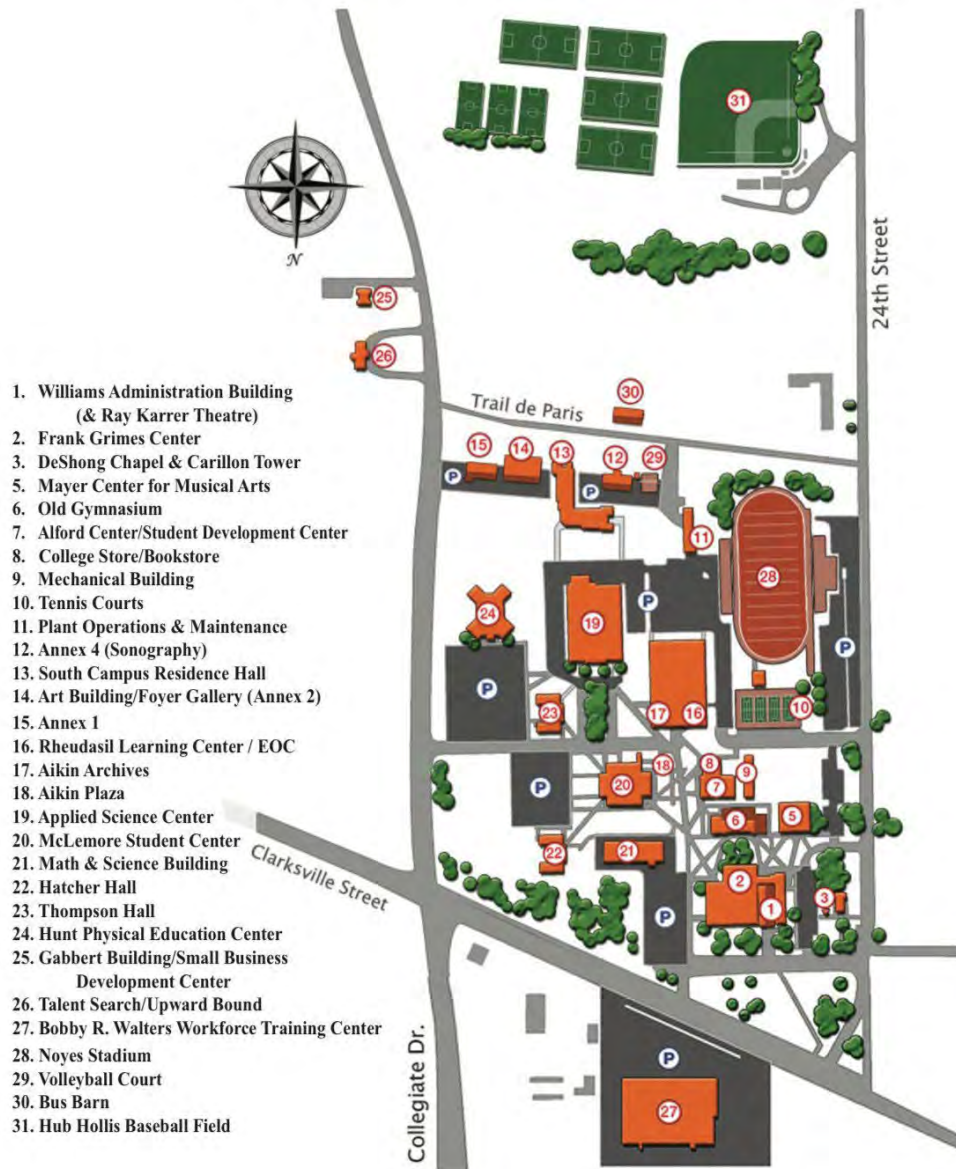 31
24th Street
N
25
26
1. Williams Administration Building
(& Ray Karrer Theatre)
2. Frank Grimes Center
3. DeShong Chapel & Carillon Tower
5. Mayer Center for Musical Arts
6. Old Gymnasium
7. Alford Center/Student Development Center
8. College Store/Bookstore
9. Mechanical Building
10. Tennis Courts
11. Plant Operations & Maintenance
12. Annex 4 (Sonography)
13. South Campus Residence Hall
14. Art Building/Foyer Gallery (Annex 2)
15. Annex 1
16. Rheudasil Learning Center / EOC
17. Aikin Archives
18. Aikin Plaza
19. Applied Science Center
20. McLemore Student Center
21. Math & Science Building
22. Hatcher Hall
23. Thompson Hall
24. Hunt Physical Education Center
25. Gabbert Building/Small Business
Development Center
26. Talent Search/Upward Bound
27. Bobby R. Walters Workforce Training Center
28. Noyes Stadium
29. Volleyball Court
30. Bus Barn
31. Hub Hollis Baseball Field
30
Trail de Paris
15
14
13
12
29
P
P
11
28
24
19
P
P
P
23
17
16
10
18
8
9
20
7
P
5
6
22
21
Clarksville Street
2
1
3
P
Collegiate Dr.
P
27